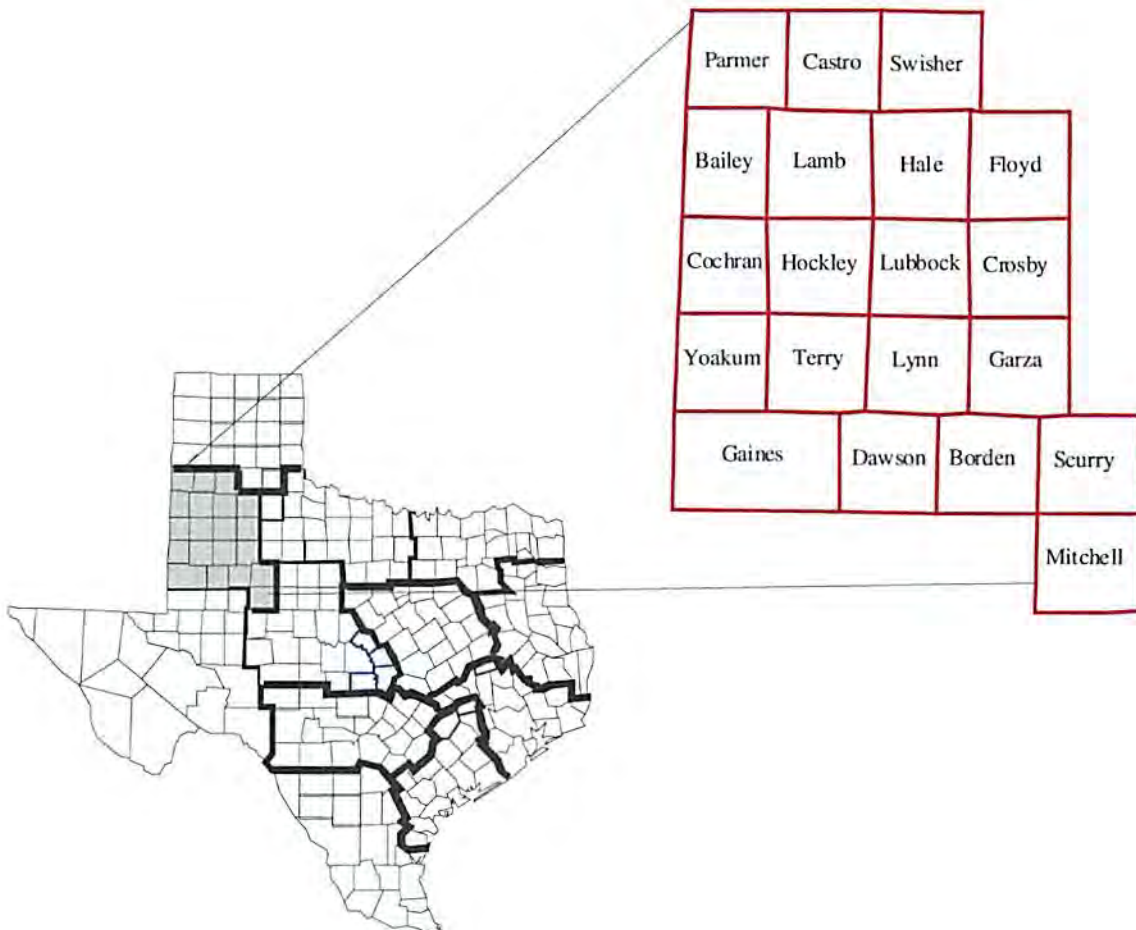 Parmer Castro Swisher
Bailey Lamb Hale Floyd
Cochran Hockley Lubbock Crosby
Yoakum Terry Lynn Garza
Gaines Dawson Borden Scurry
Mitchell